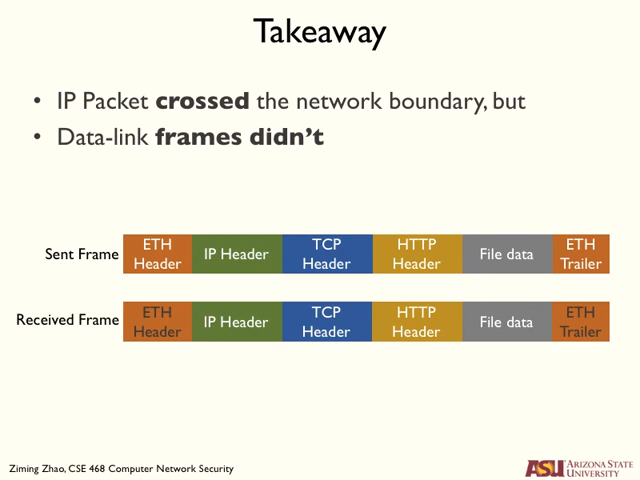 Takeaway
• IP Packet crossed the network boundary, but
• Data-link frames didn't
Sent Frame ETH Header IP Header TCP Header HTTP Header File data ETH Trailer
Received Frame ETH Header IP Header TCP Header HTTP Header File data ETH Trailer
Ziming Zhao, CSE 468 Computer Network Security
ASU ARIZONA STATE UNIVERSITY